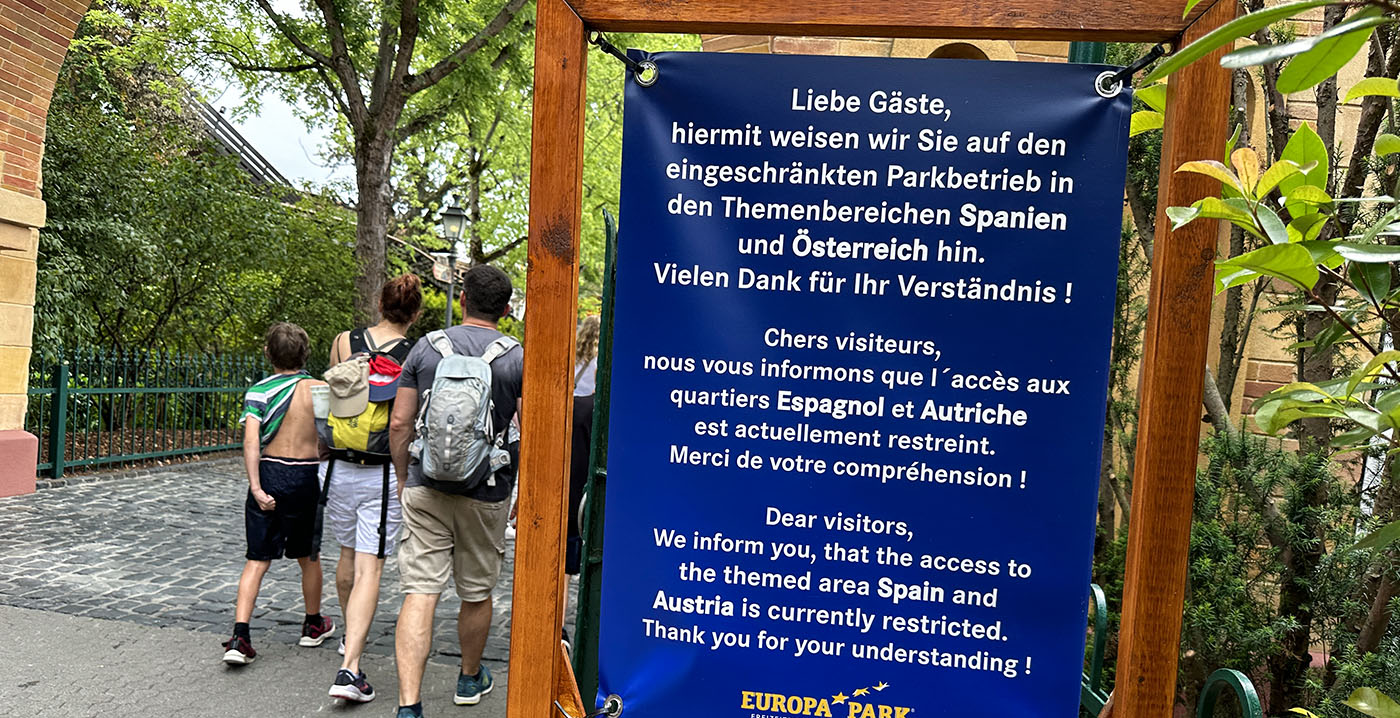 Liebe Gäste,
hiermit weisen wir Sie auf den
eingeschränkten Parkbetrieb in
den Themenbereichen Spanien
und Österreich hin.
Vielen Dank für Ihr Verständnis !
Chers visiteurs,
nous vous informons que l´accès aux
quartiers Espagnol et Autriche
est actuellement restreint.
Merci de votre compréhension !
Dear visitors,
We inform you, that the access to
the themed area Spain and
Austria is currently restricted.
Thank you for your understanding !
EUROPA PARK®